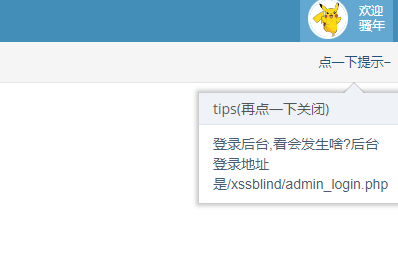 欢迎
骚年
点一下提示~
tips(再点一下关闭)
登录后台,看会发生啥?后台
登录地址
是/xssblind/admin_login.php